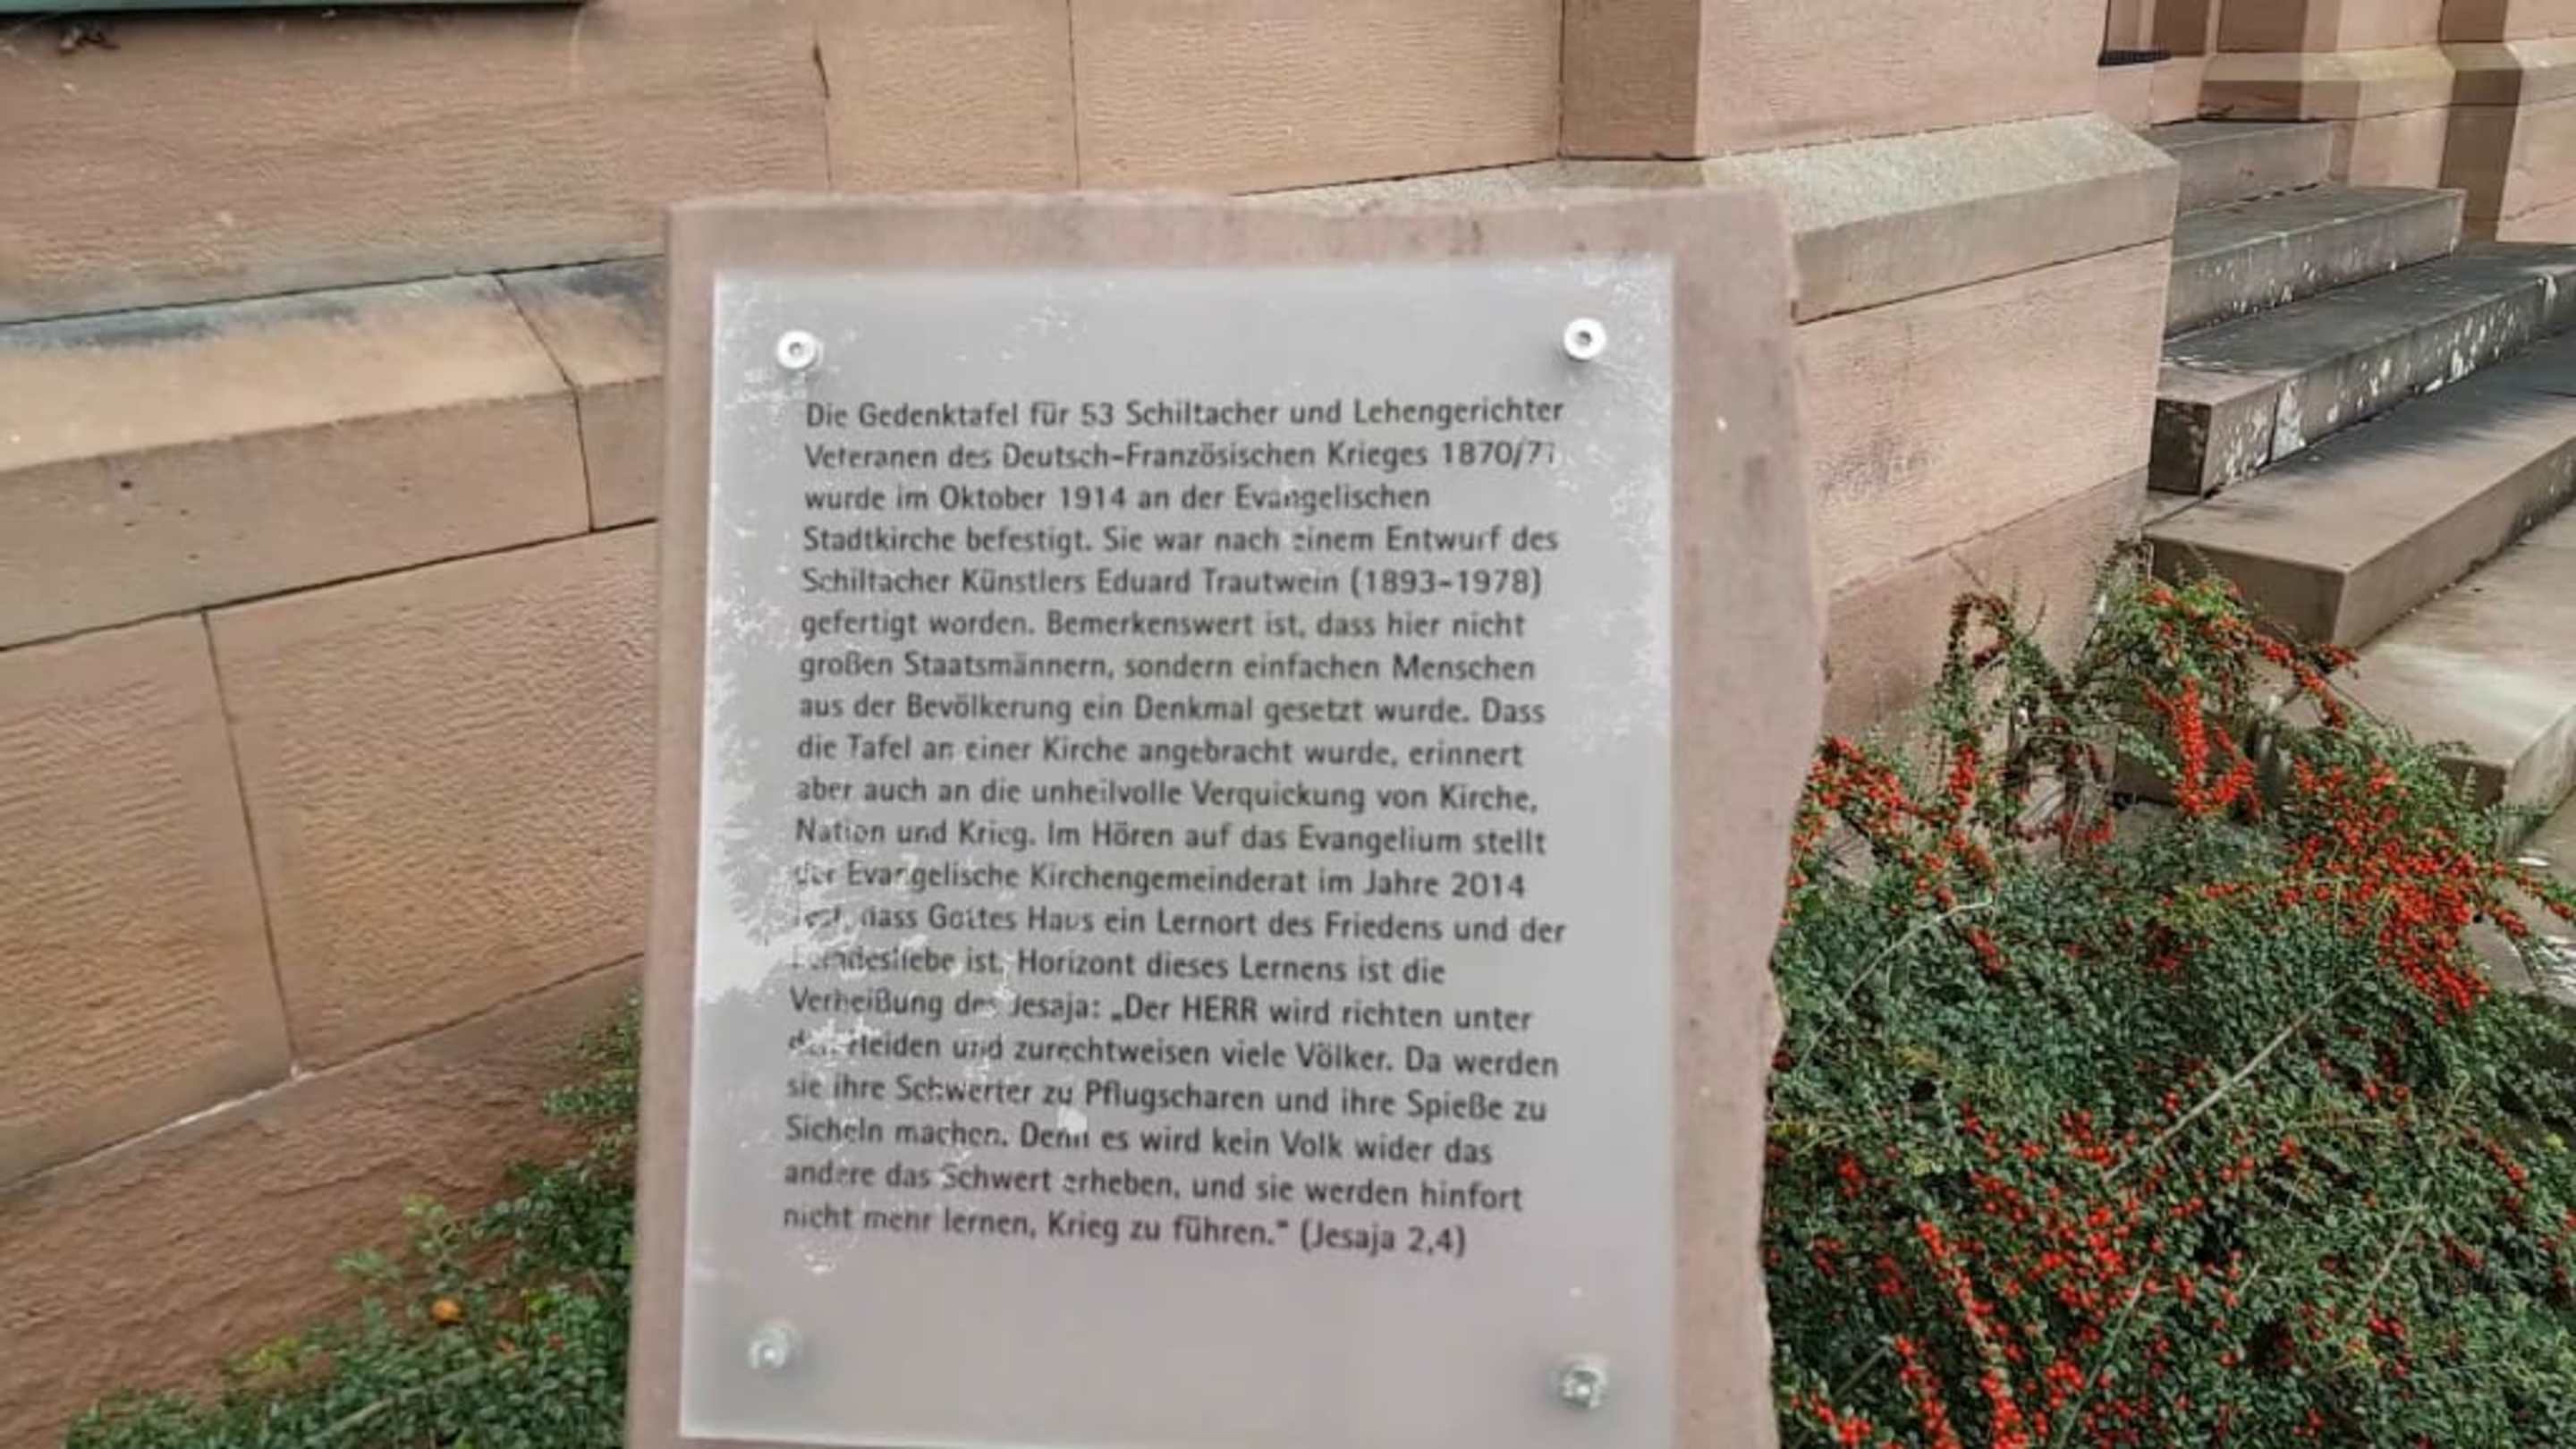 Die Gedenktafel für 53 Schiltacher und Lehengerichter
Veteranen des Deutsch-Französischen Krieges 1870/71
wurde im Oktober 1914 an der Evangelischen
Stadtkirche befestigt. Sie war nach einem Entwurf des
Schiltacher Künstlers Eduard Trautwein (1893-1978)
gefertigt worden. Bemerkenswert ist, dass hier nicht
großen Staatsmännern, sondern einfachen Menschen
aus der Bevölkerung ein Denkmal gesetzt wurde. Dass
die Tafel an einer Kirche angebracht wurde, erinnert
aber auch an die unheilvolle Verquickung von Kirche,
Nation und Krieg. Im Hören auf das Evangelium stellt
der Evangelische Kirchengemeinderat im Jahre 2014
fest, dass Gottes Haus ein Lernort des Friedens und der
Feindesliebe ist. Horizont dieses Lernens ist die
Verheißung des Jesaja: „Der HERR wird richten unter
den Heiden und zurechtweisen viele Völker. Da werden
sie ihre Schwerter zu Pflugscharen und ihre Spieße zu
Sicheln machen. Denn es wird kein Volk wider das
andere das Schwert erheben, und sie werden hinfort
nicht mehr lernen, Krieg zu führen." (Jesaja 2,4)